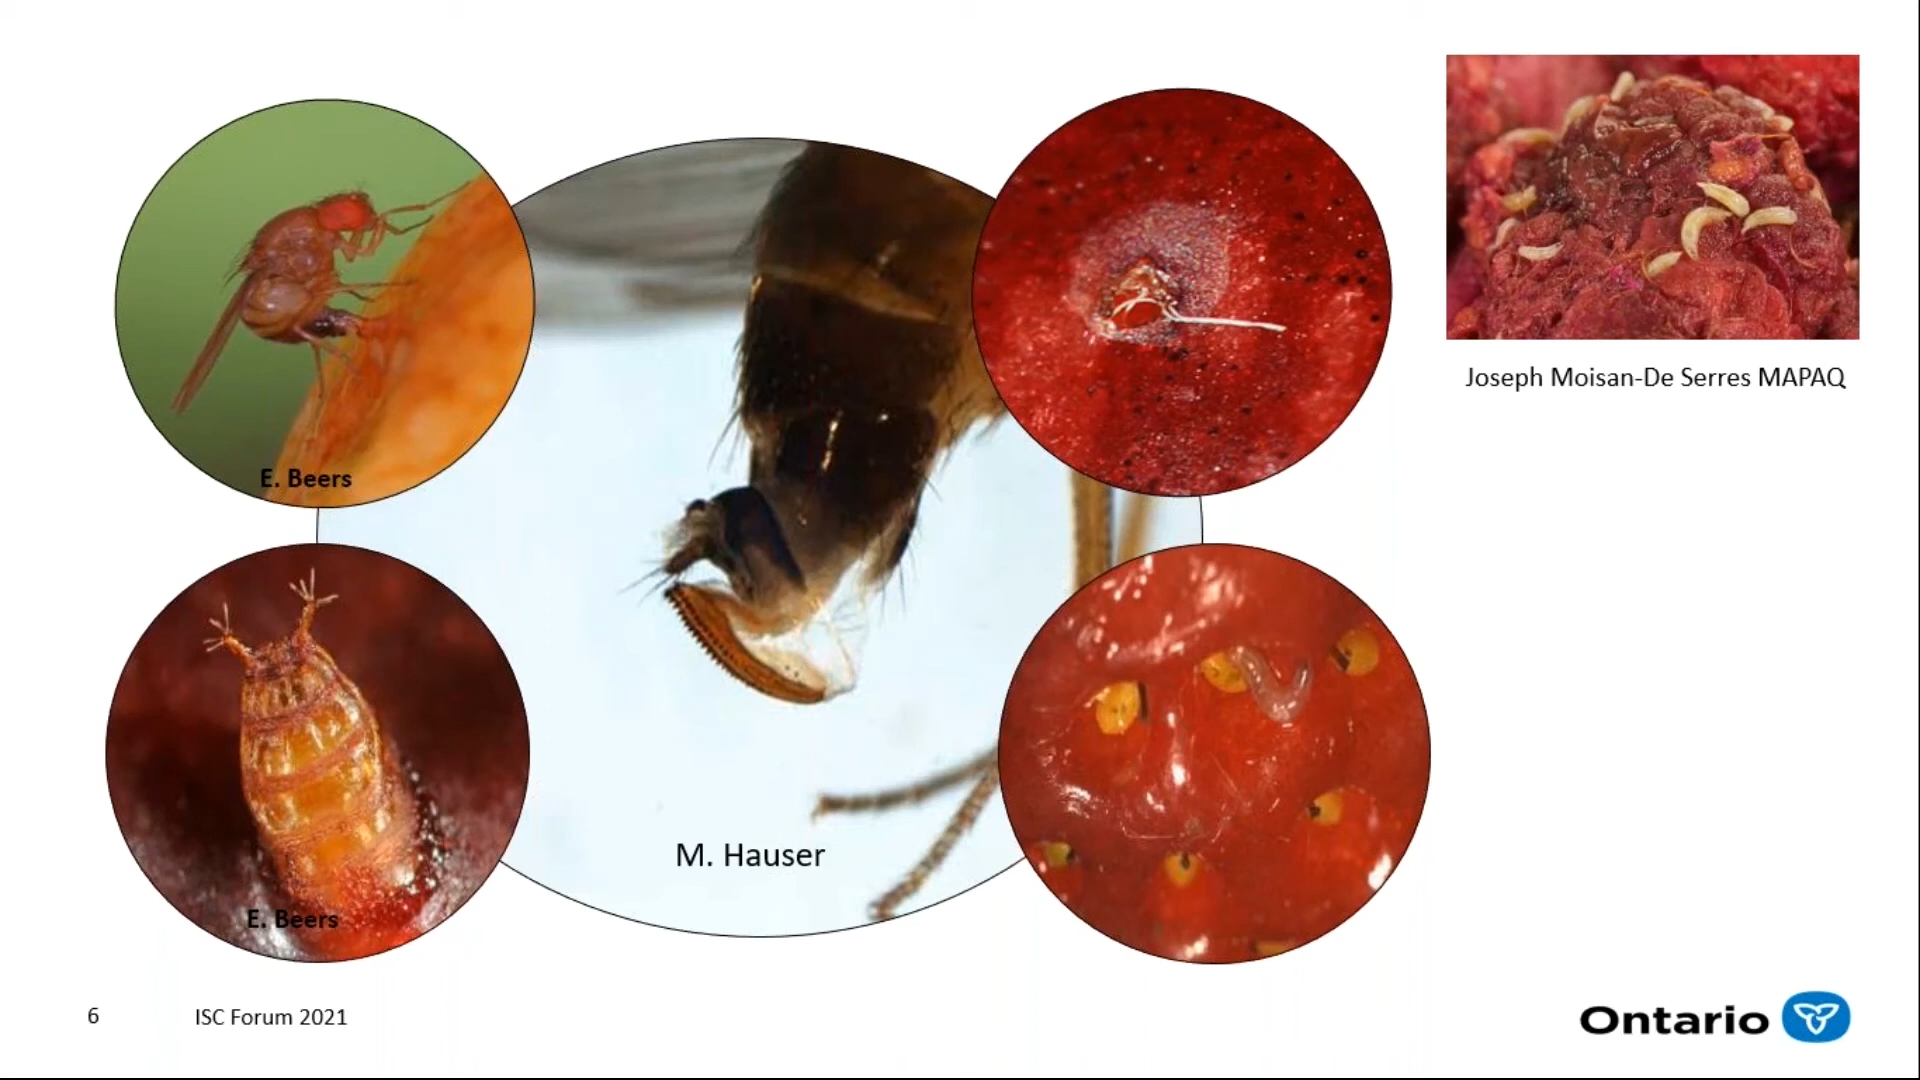 Joseph Moisan-De Serres MAPAQ
E. Beers
M. Hauser
E. Beers
6
ISC Forum 2021
Ontario